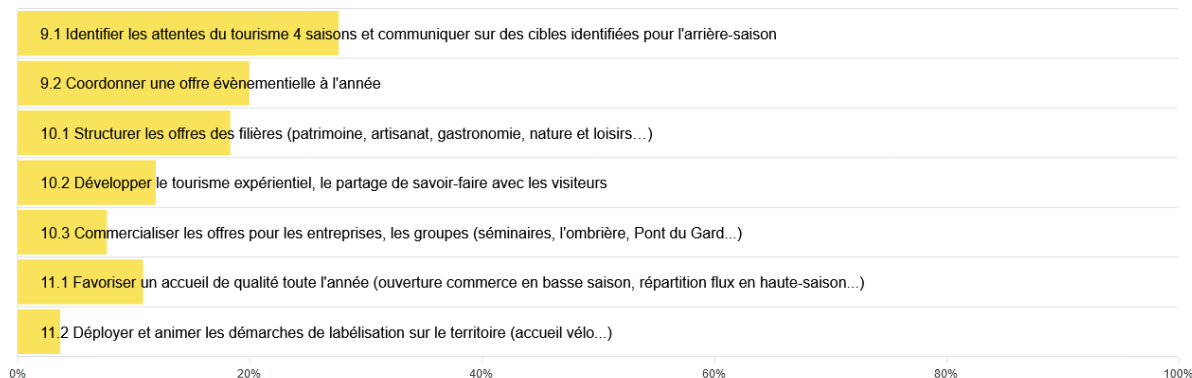 9.1 Identifier les attentes du tourisme 4 saisons et communiquer sur des cibles identifiées pour l'arrière-saison
9.2 Coordonner une offre évènementielle à l'année
10.1 Structurer les offres des filières (patrimoine, artisanat, gastronomie, nature et loisirs...)
10.2 Développer le tourisme expérientiel, le partage de savoir-faire avec les visiteurs
10.3 Commercialiser les offres pour les entreprises, les groupes (séminaires, l'ombrière, Pont du Gard...)
11.1 Favoriser un accueil de qualité toute l'année (ouverture commerce en basse saison, répartition flux en haute-saison...)
11.2 Déployer et animer les démarches de labélisation sur le territoire (accueil vélo...)
0% 20% 40% 60% 80% 100%